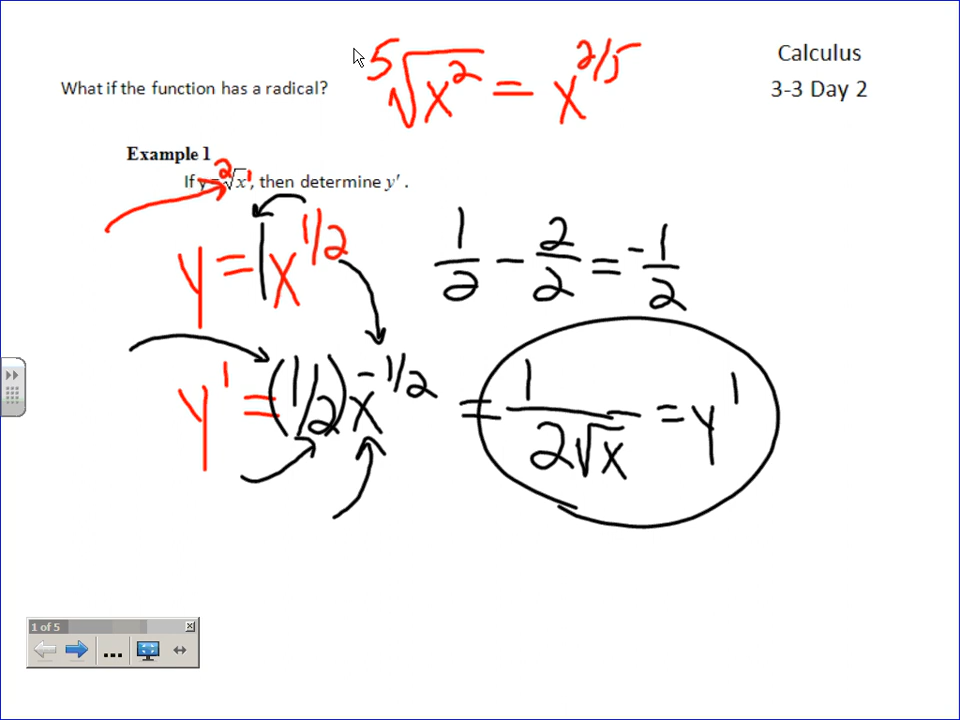 Calculus
3-3 Day 2
What if the function has a radical?
⁵√x² = x^2/5
Example 1
If y = ²√x¹, then determine y′ .
y = 1x^1/2
1/2 − 2/2 = -1/2
y' = (1/2)x^-1/2 = 1/(2√x) = y'
1 of 5
...